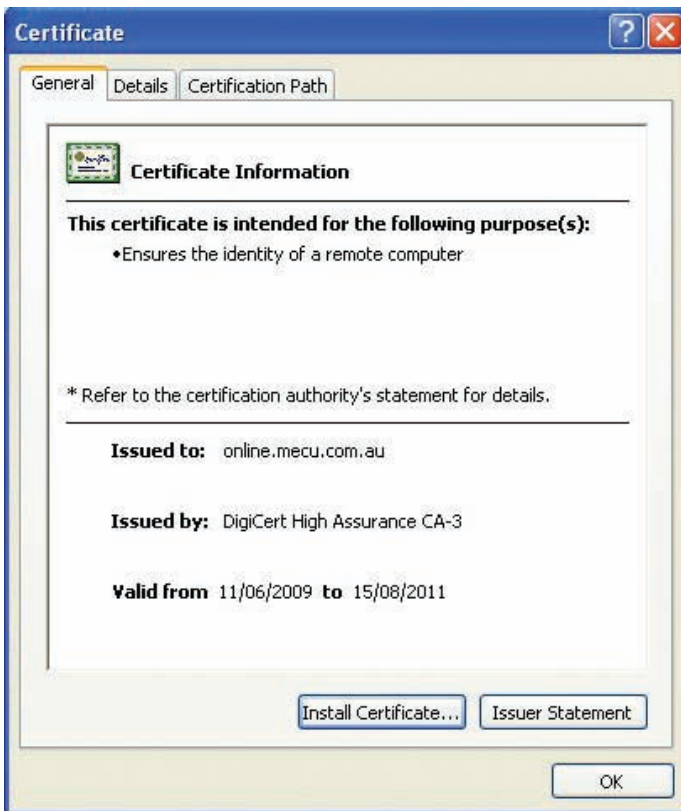 Certificate
General Details Certification Path
Certificate Information
This certificate is intended for the following purpose(s):
•Ensures the identity of a remote computer
* Refer to the certification authority's statement for details.
Issued to: online.mecu.com.au
Issued by: DigiCert High Assurance CA-3
Valid from 11/06/2009 to 15/08/2011
Install Certificate... Issuer Statement
OK